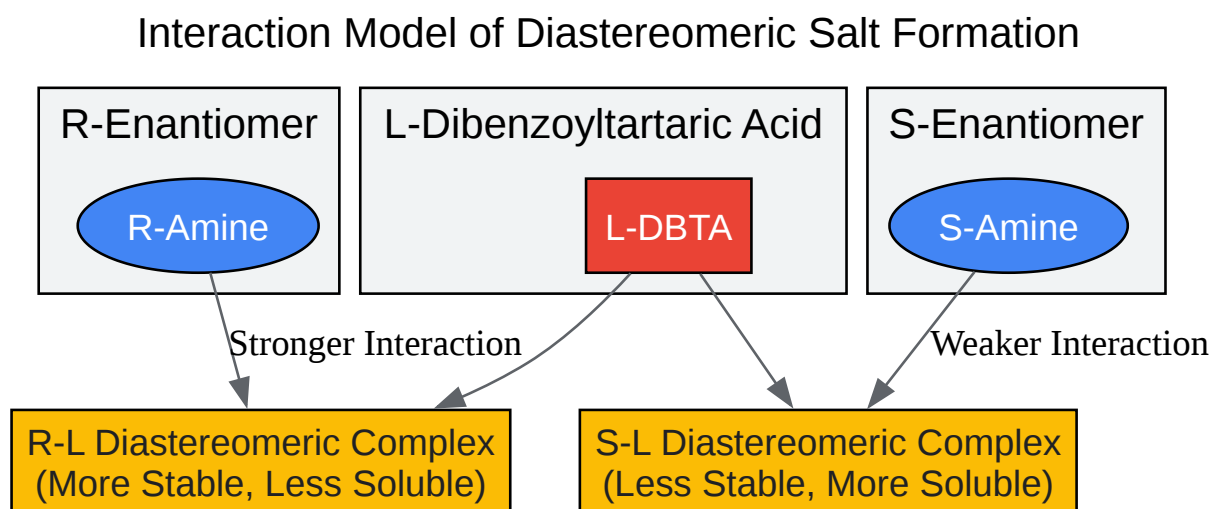 Interaction Model of Diastereomeric Salt Formation
R-Enantiomer
L-Dibenzoyltartaric Acid
S-Enantiomer
R-Amine
L-DBTA
S-Amine
Stronger Interaction
Weaker Interaction
R-L Diastereomeric Complex
(More Stable, Less Soluble)
S-L Diastereomeric Complex
(Less Stable, More Soluble)